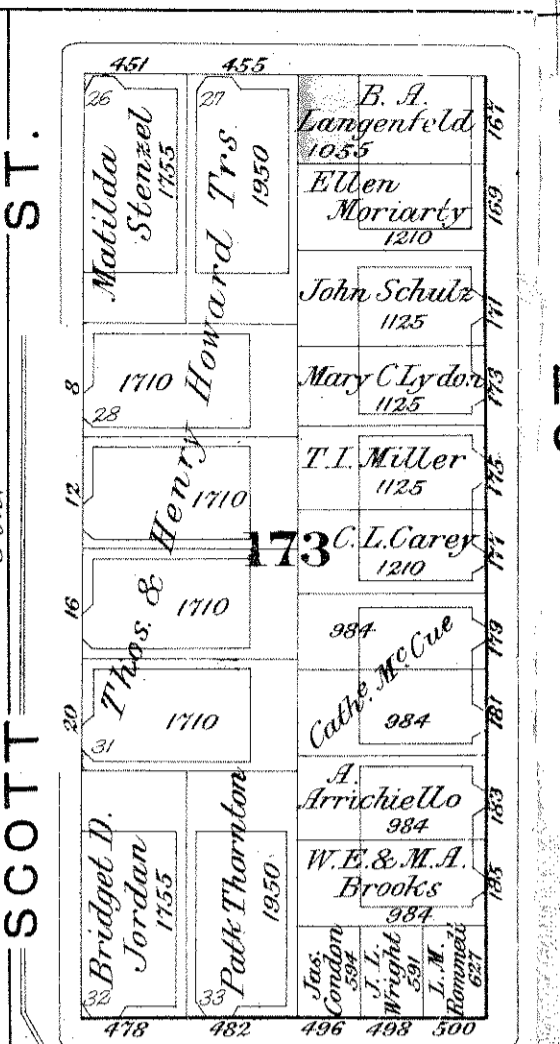 ST.
SCOTT
451
455
26
Matilda
Stenzel
1755
27
1950
Thos. & Henry Howard Trs
8
1710
28
12
1710
16
1710
20
1710
31
Bridget D.
Jordan
1755
32
478
Patk Thornton
1950
33
482
173
B. A.
Langenfeld
1055
167
Ellen
Moriarty
1210
169
John Schulz
1125
171
Mary C Lydon
1125
173
T. I. Miller
1125
175
C. L. Carey
1210
177
984
179
Cathe. McCue
984
181
A.
Arrichiello
984
183
W. E. & M. A.
Brooks
984
185
Jas.
Condon
594
J. L.
Wright
591
L. M.
Rommell
627
496
498
500